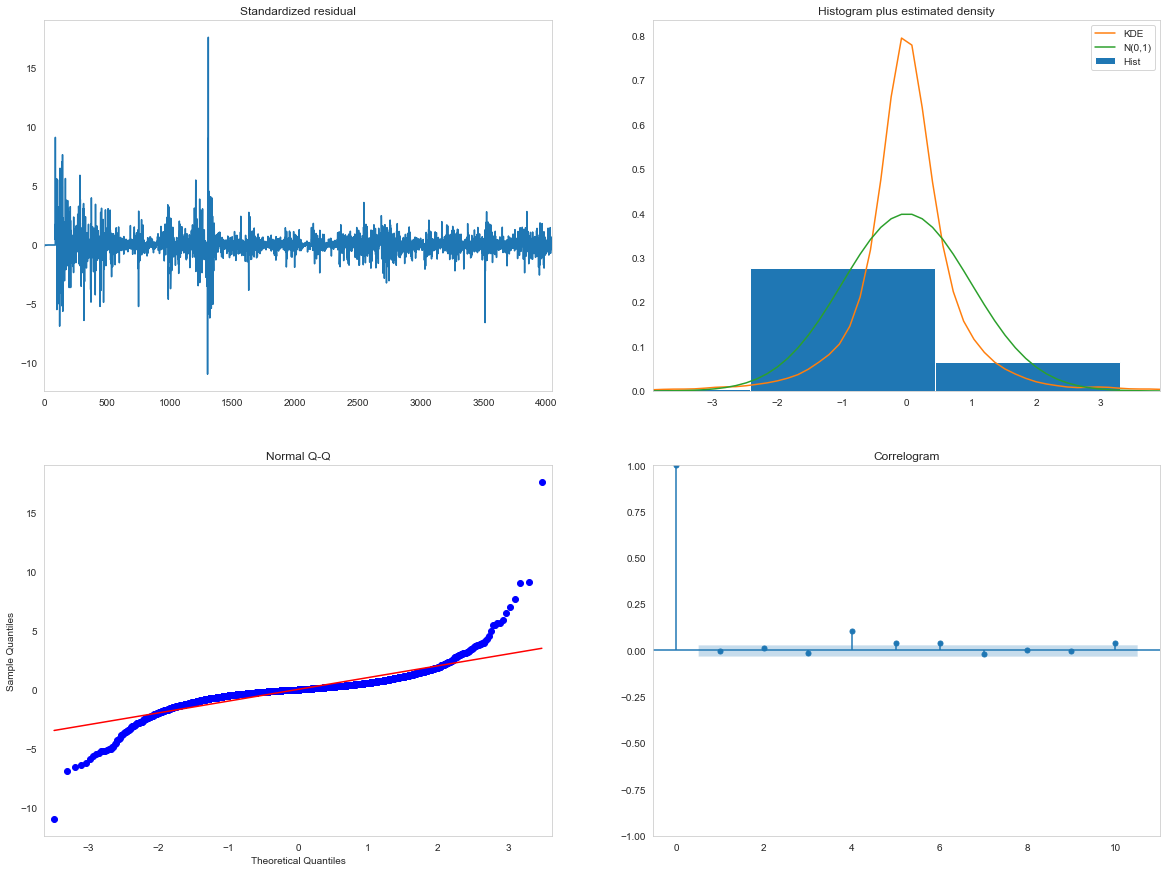 Standardized residual
15
10
5
0
−5
−10
0 500 1000 1500 2000 2500 3000 3500 4000
Histogram plus estimated density
KDE
N(0,1)
Hist
0.8
0.7
0.6
0.5
0.4
0.3
0.2
0.1
0.0
−3 −2 −1 0 1 2 3
Normal Q-Q
Sample Quantiles
15
10
5
0
−5
−10
−3 −2 −1 0 1 2 3
Theoretical Quantiles
Correlogram
1.00
0.75
0.50
0.25
0.00
−0.25
−0.50
−0.75
−1.00
0 2 4 6 8 10